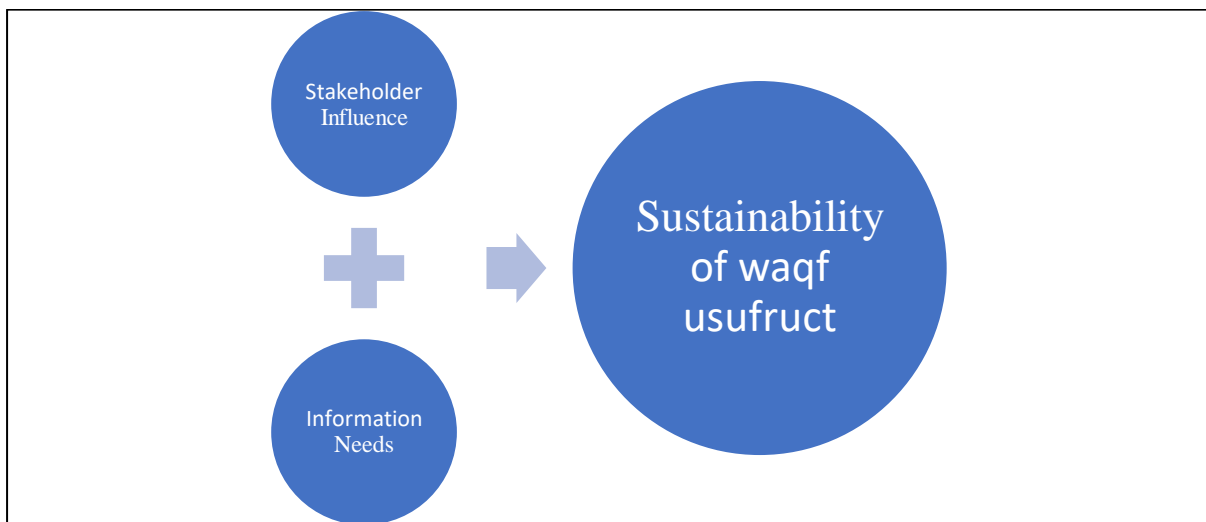 Stakeholder
Influence
Information
Needs
Sustainability
of waqf
usufruct